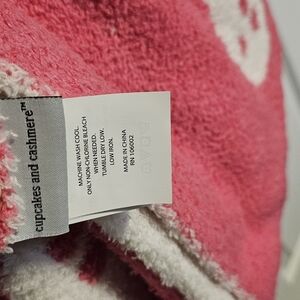 cupcakes and cashmere™
MACHINE WASH COOL.
ONLY NON-CHLORINE BLEACH
WHEN NEEDED.
TUMBLE DRY LOW.
LOW IRON.
MADE IN CHINA
RN 106002